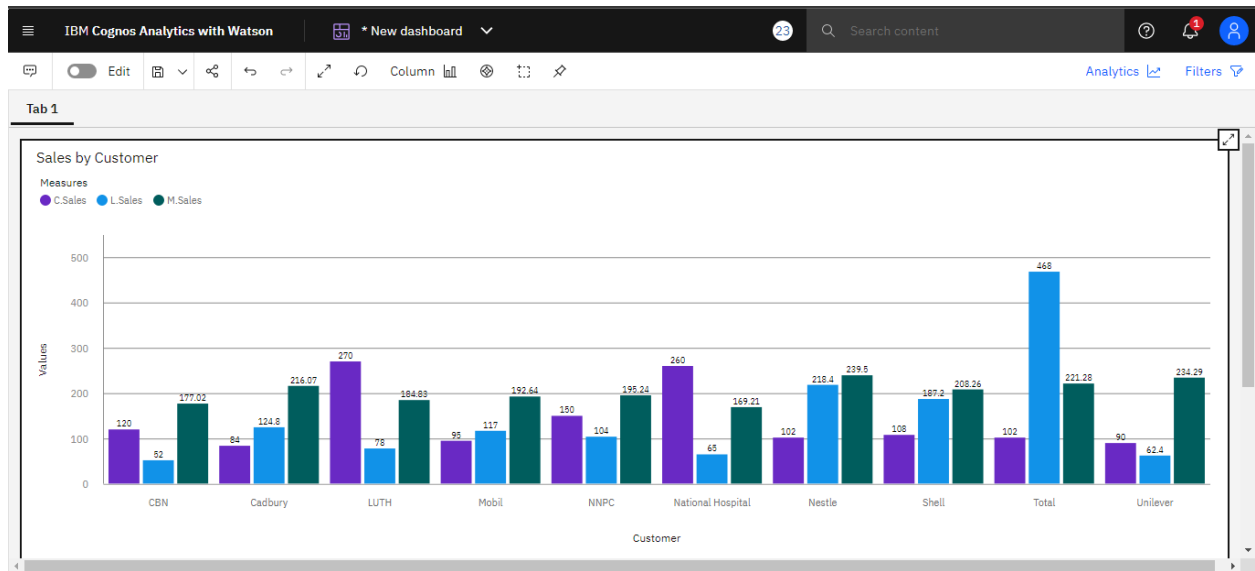 IBM Cognos Analytics with Watson
* New dashboard
23
Search content
1
Edit
Column
Analytics
Filters
Tab 1
Sales by Customer
Measures
C.Sales L.Sales M.Sales
Values
500
400
300
200
100
0
120
52
177.02
84
124.8
216.07
270
78
184.83
95
117
192.64
150
104
195.24
260
65
169.21
102
218.4
239.5
108
187.2
208.26
102
468
221.28
90
62.4
234.29
CBN Cadbury LUTH Mobil NNPC National Hospital Nestle Shell Total Unilever
Customer